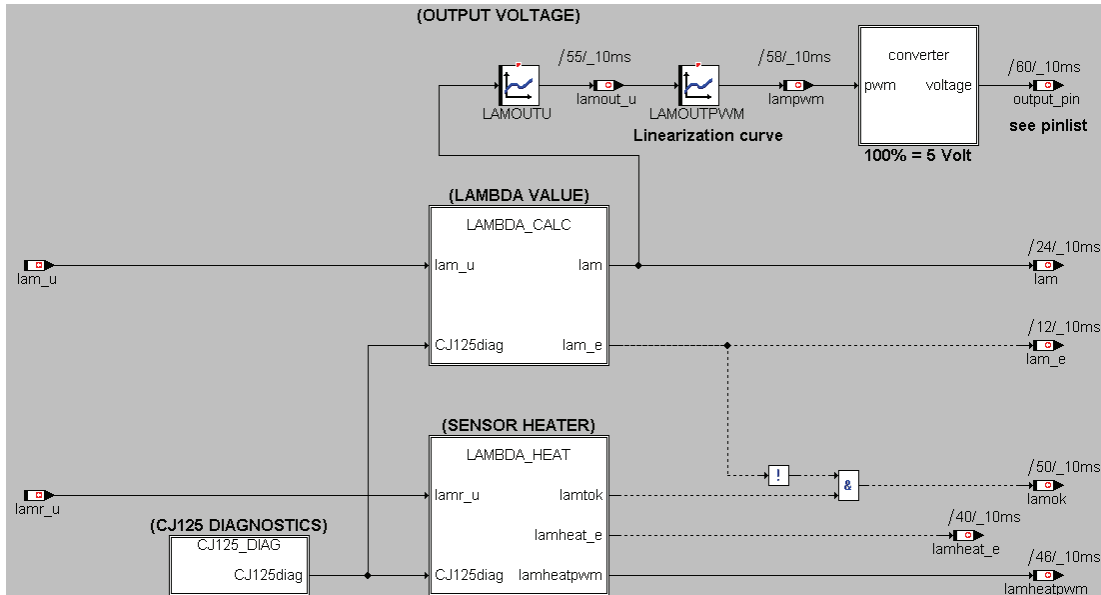 (OUTPUT VOLTAGE)
/55/_10ms
/58/_10ms
converter
/60/_10ms
pwm
voltage
lamout_u
lampwm
output_pin
LAMOUTU
LAMOUTPWM
see pinlist
Linearization curve
100% = 5 Volt
(LAMBDA VALUE)
LAMBDA_CALC
/24/_10ms
lam_u
lam
lam_u
lam
/12/_10ms
CJ125diag
lam_e
lam_e
(SENSOR HEATER)
LAMBDA_HEAT
/50/_10ms
!
&
lamr_u
lamtok
lamok
lamr_u
/40/_10ms
(CJ125 DIAGNOSTICS)
lamheat_e
lamheat_e
CJ125_DIAG
/46/_10ms
CJ125diag
CJ125diag
lamheatpwm
lamheatpwm